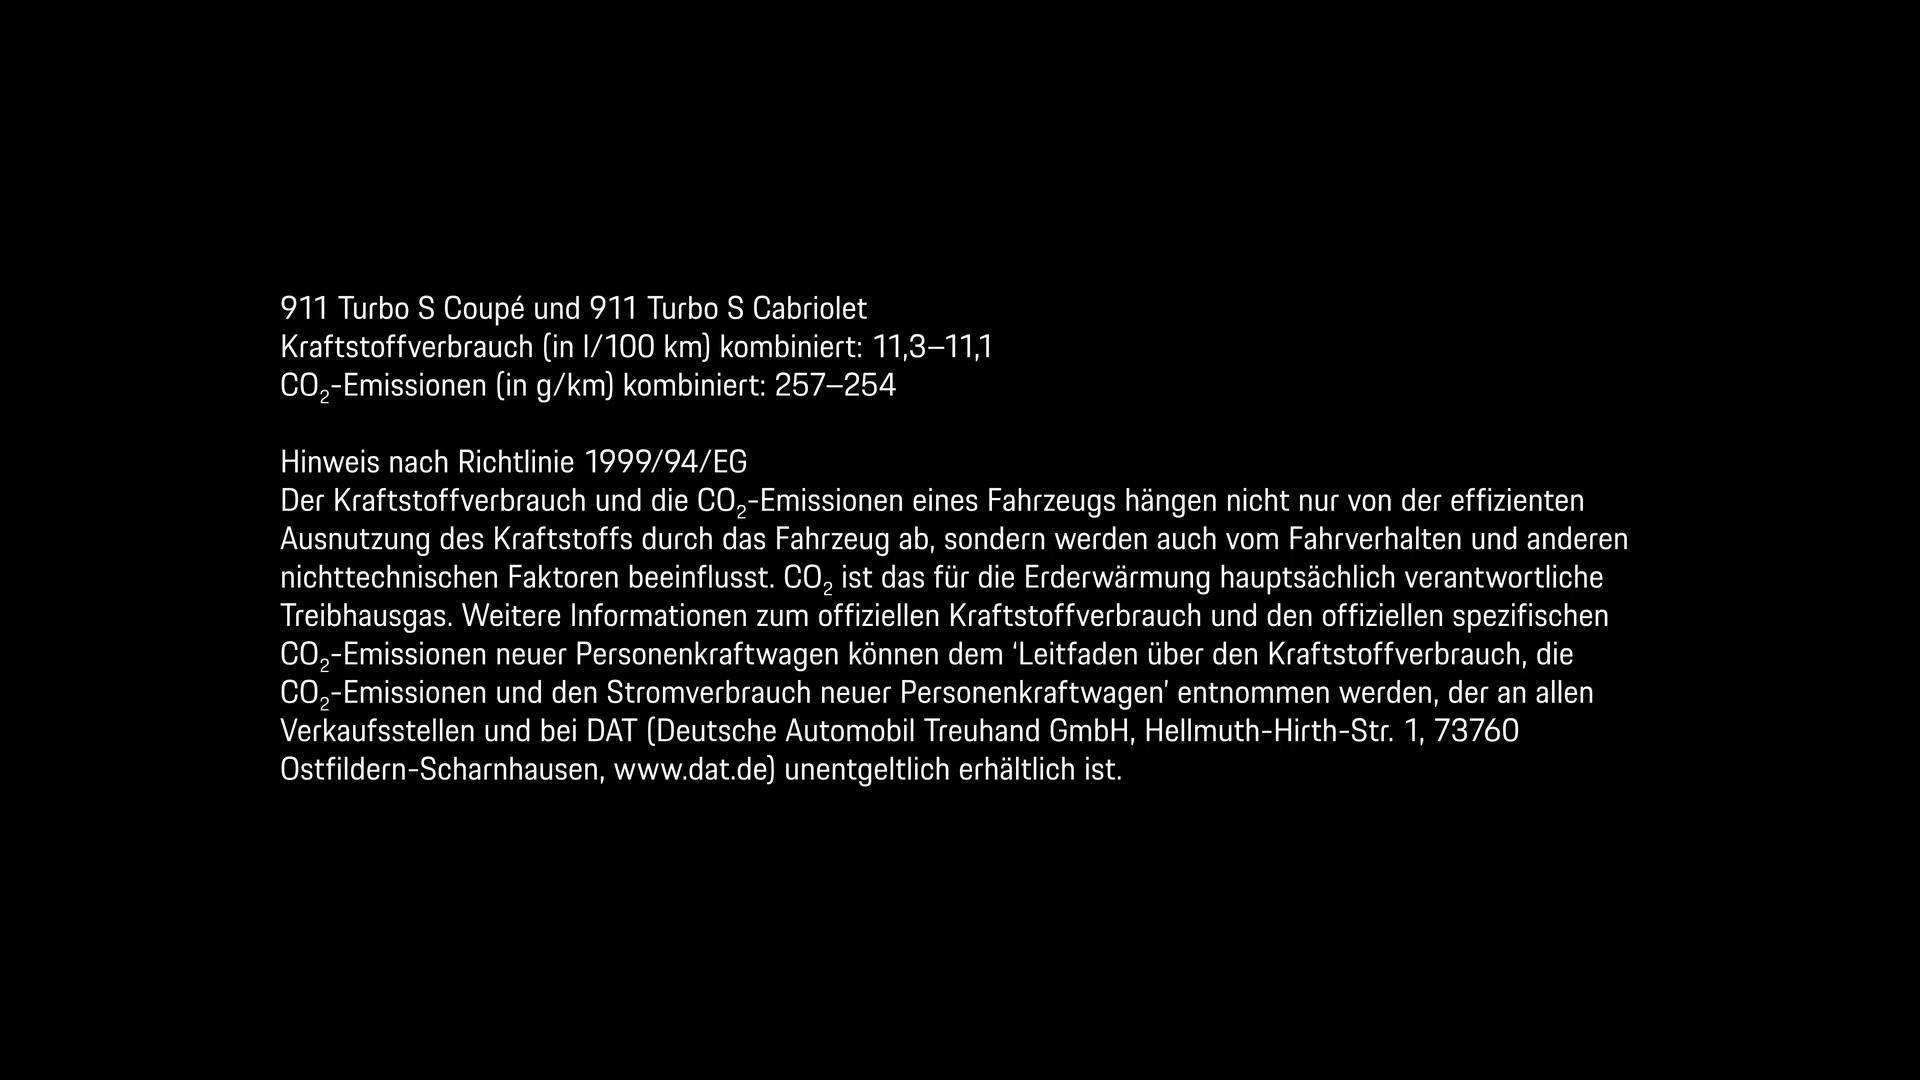 911 Turbo S Coupé und 911 Turbo S Cabriolet
Kraftstoffverbrauch (in l/100 km) kombiniert: 11,3–11,1
CO₂-Emissionen (in g/km) kombiniert: 257–254
Hinweis nach Richtlinie 1999/94/EG
Der Kraftstoffverbrauch und die CO₂-Emissionen eines Fahrzeugs hängen nicht nur von der effizienten
Ausnutzung des Kraftstoffs durch das Fahrzeug ab, sondern werden auch vom Fahrverhalten und anderen
nichttechnischen Faktoren beeinflusst. CO₂ ist das für die Erderwärmung hauptsächlich verantwortliche
Treibhausgas. Weitere Informationen zum offiziellen Kraftstoffverbrauch und den offiziellen spezifischen
CO₂-Emissionen neuer Personenkraftwagen können dem ‘Leitfaden über den Kraftstoffverbrauch, die
CO₂-Emissionen und den Stromverbrauch neuer Personenkraftwagen’ entnommen werden, der an allen
Verkaufsstellen und bei DAT (Deutsche Automobil Treuhand GmbH, Hellmuth-Hirth-Str. 1, 73760
Ostfildern-Scharnhausen, www.dat.de) unentgeltlich erhältlich ist.